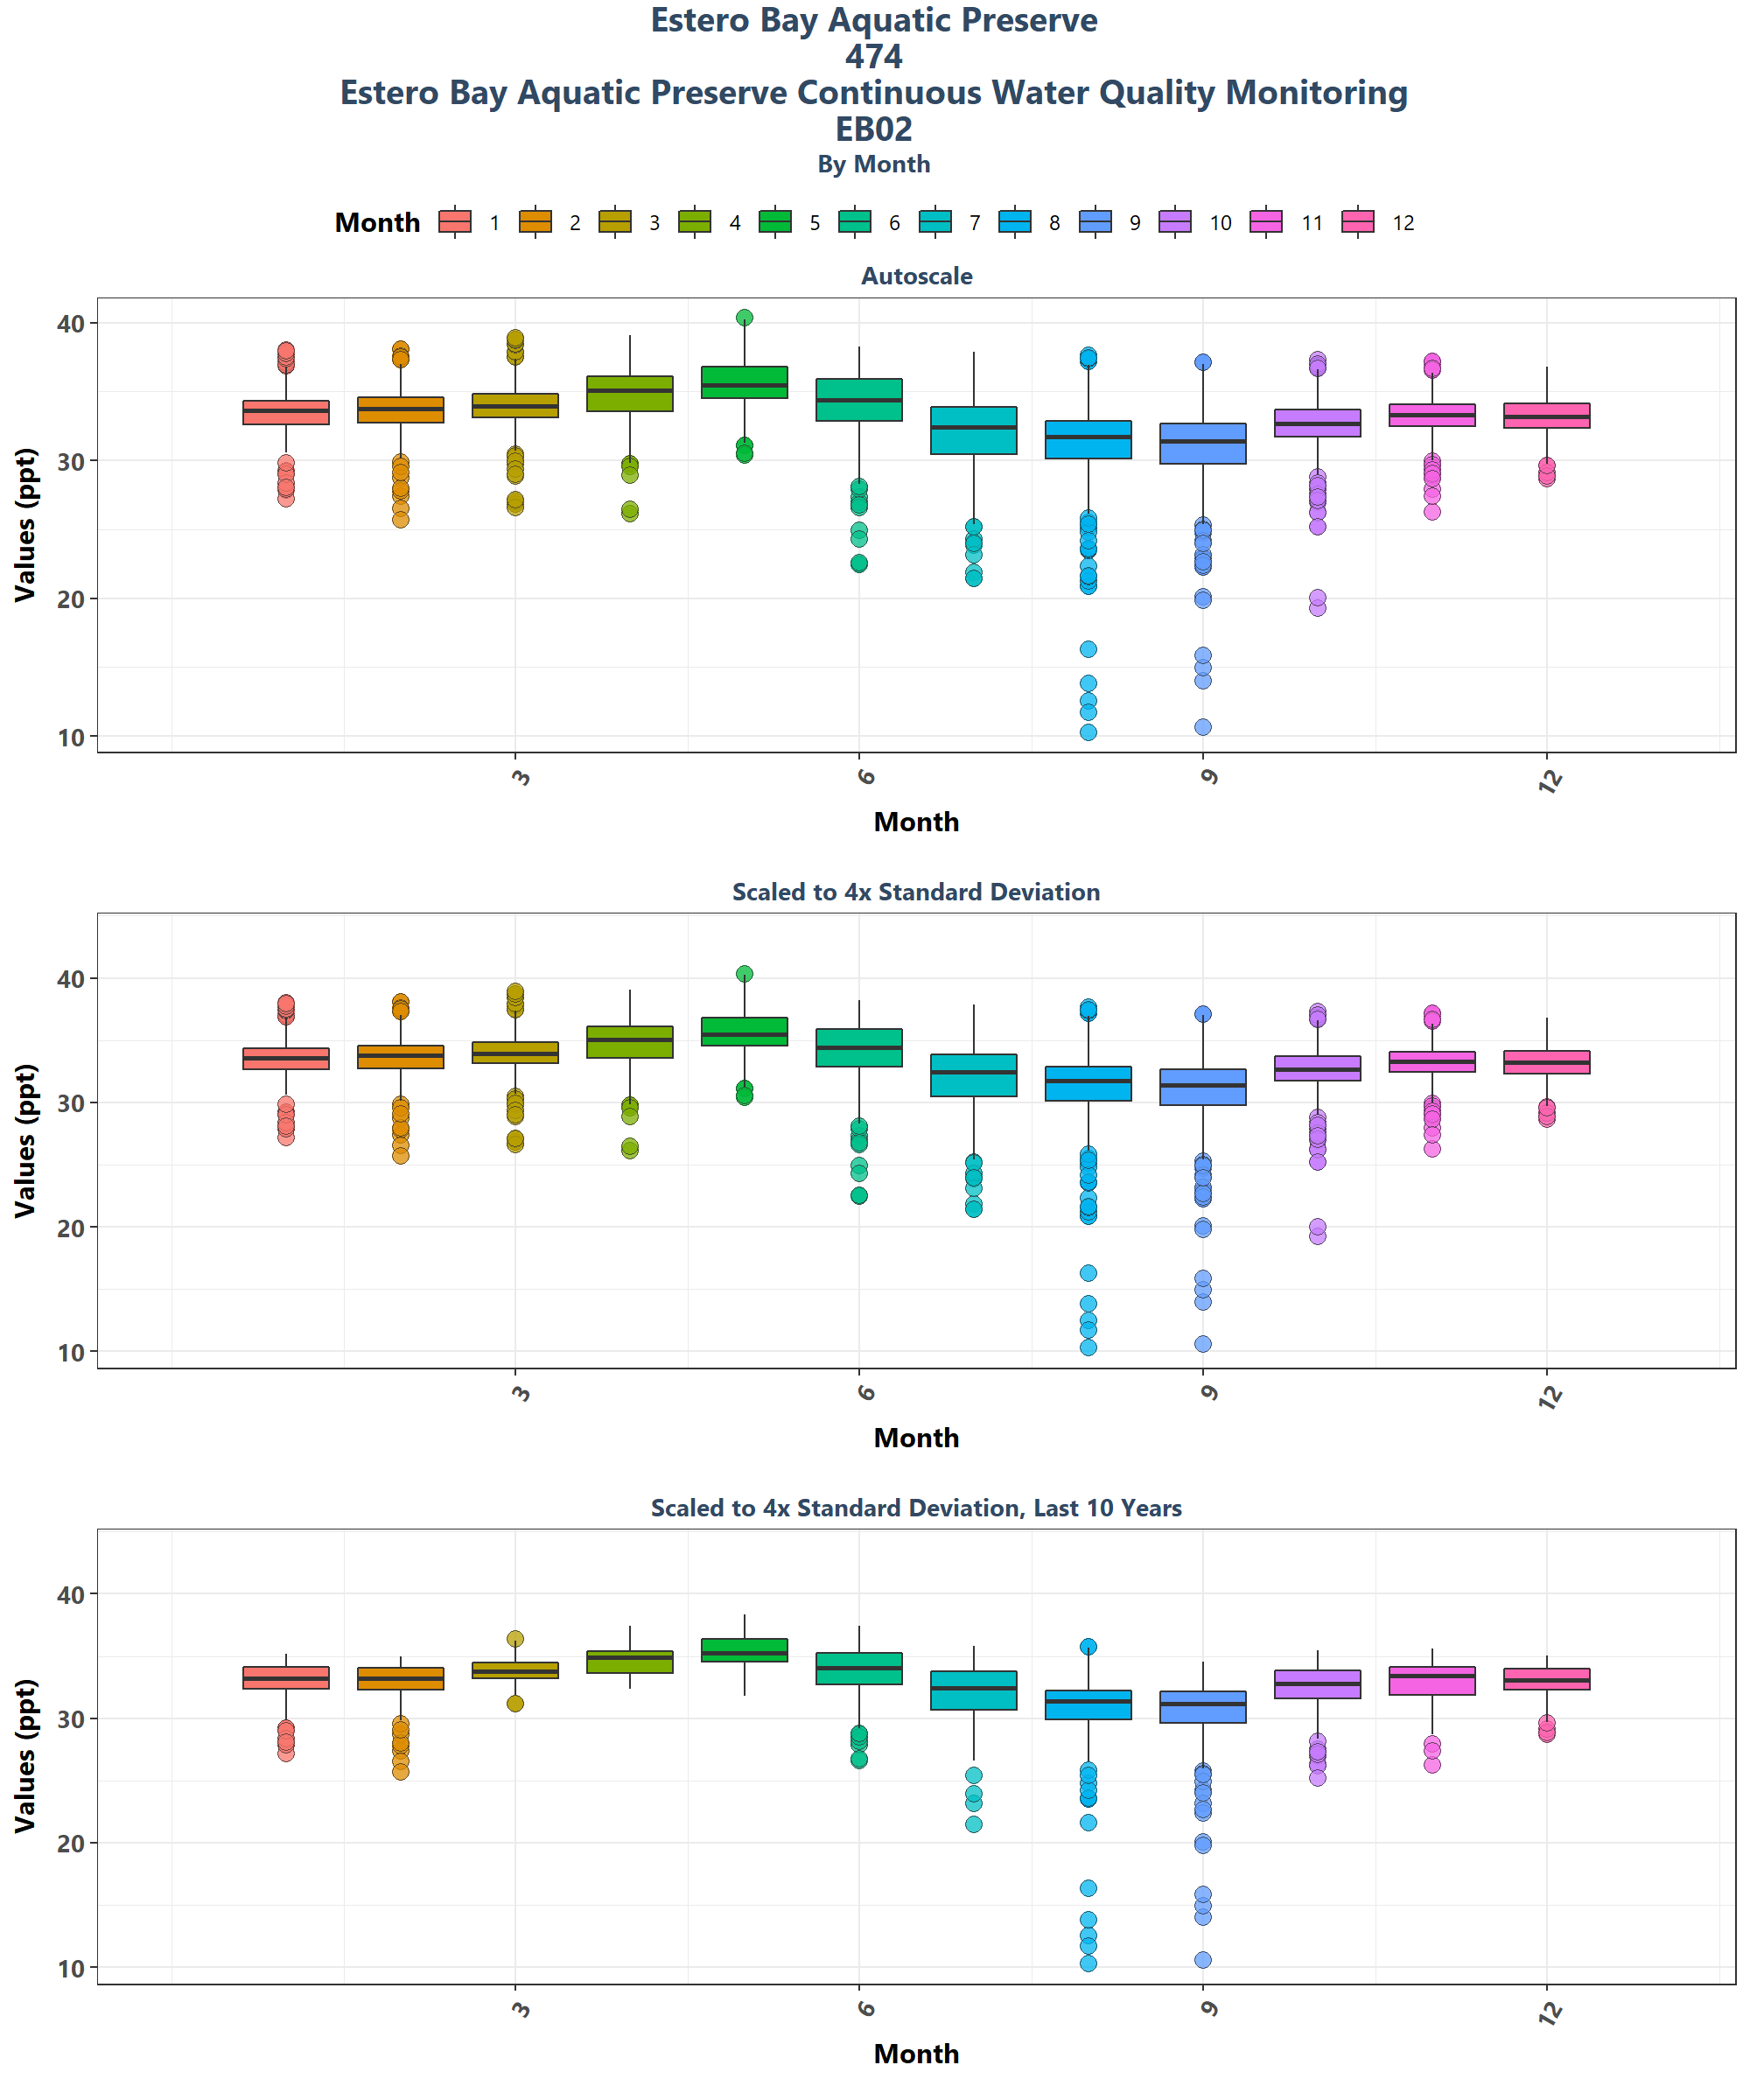 Estero Bay Aquatic Preserve
474
Estero Bay Aquatic Preserve Continuous Water Quality Monitoring
EB02
By Month
Month 1 2 3 4 5 6 7 8 9 10 11 12
Autoscale
Values (ppt)
40
30
20
10
3 6 9 12
Month
Scaled to 4x Standard Deviation
Values (ppt)
40
30
20
10
3 6 9 12
Month
Scaled to 4x Standard Deviation, Last 10 Years
Values (ppt)
40
30
20
10
3 6 9 12
Month